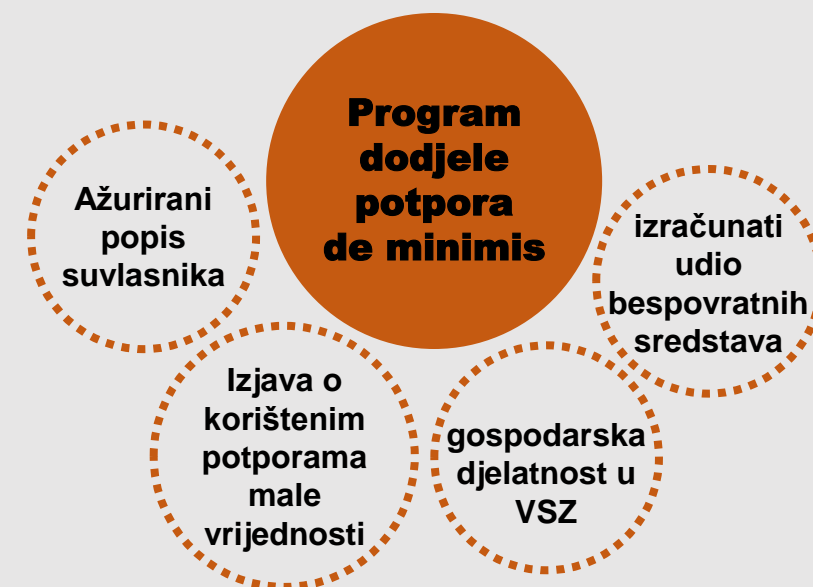 Program
dodjele
potpora
de minimis
Ažurirani
popis
suvlasnika
Izjava o
korištenim
potporama
male
vrijednosti
gospodarska
djelatnost u
VSZ
izračunati
udio
bespovratnih
sredstava